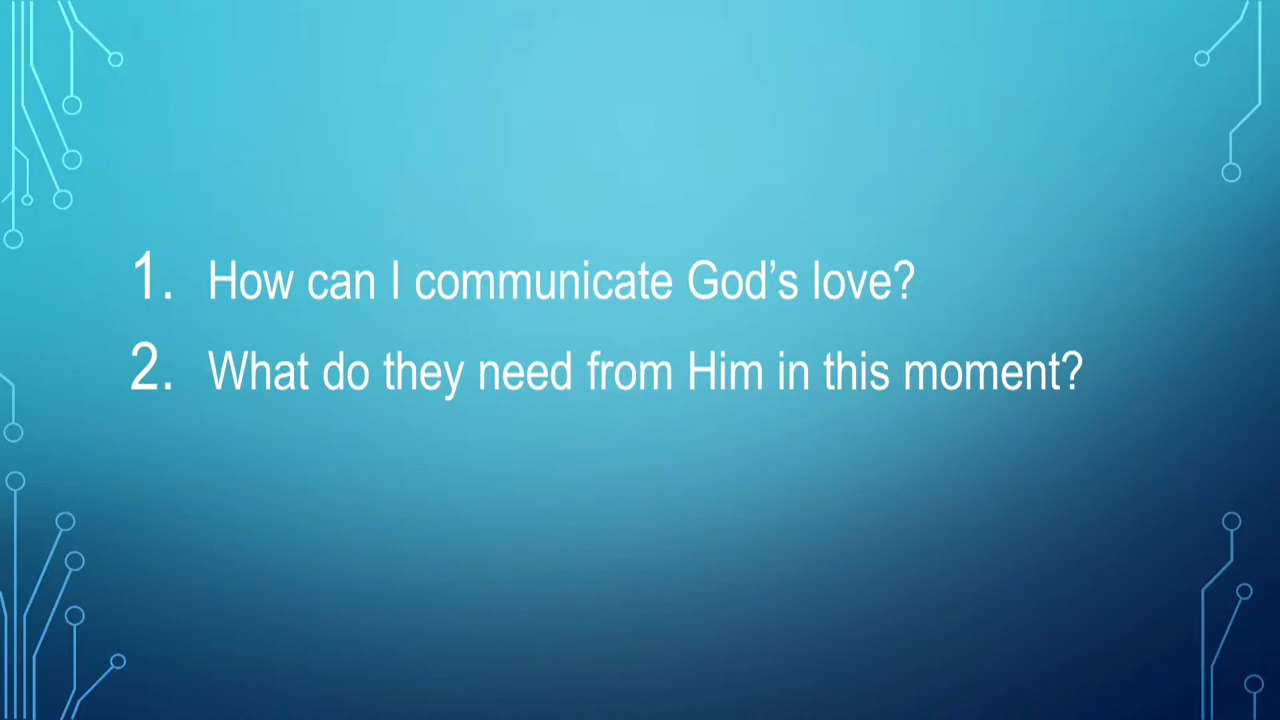 1. How can I communicate God’s love?
2. What do they need from Him in this moment?